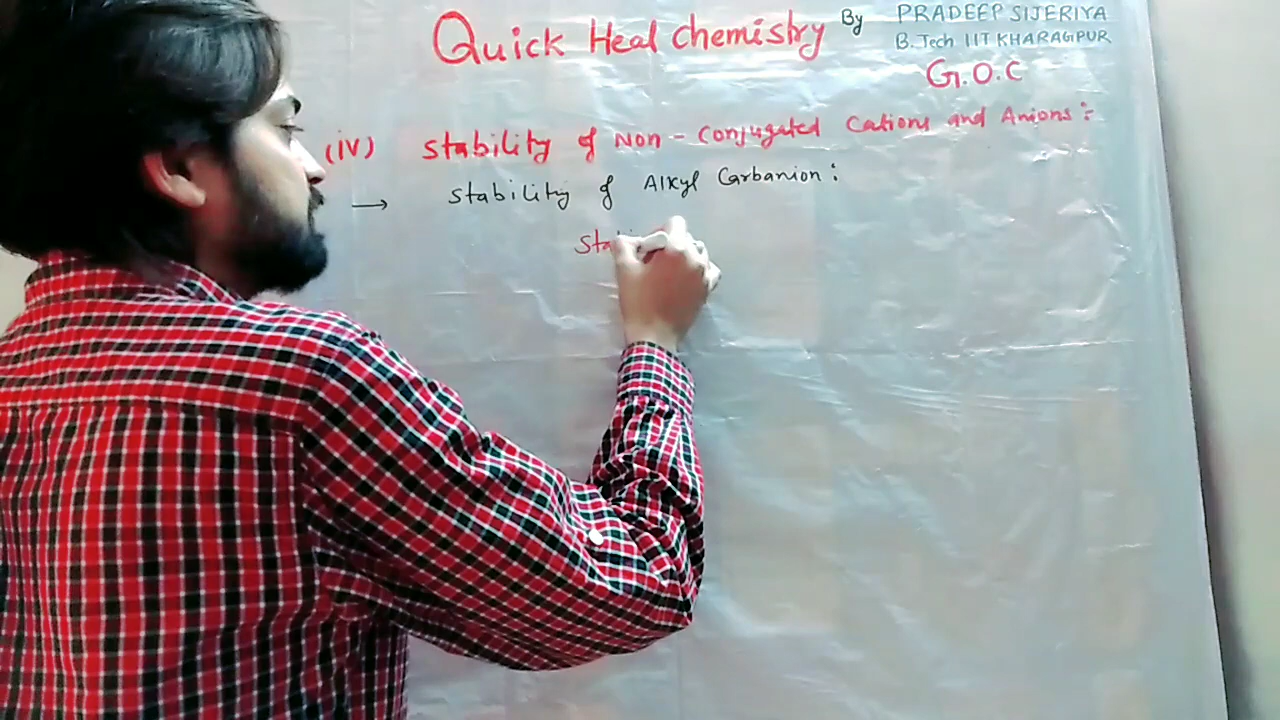 Quick Heal chemistry By PRADEEP SIJERIYA
B.Tech IIT KHARAGPUR
G.O.C
(iv) stability of Non-conjugated Cations and Anions:
→ stability of Alkyl Carbanion:
Sta